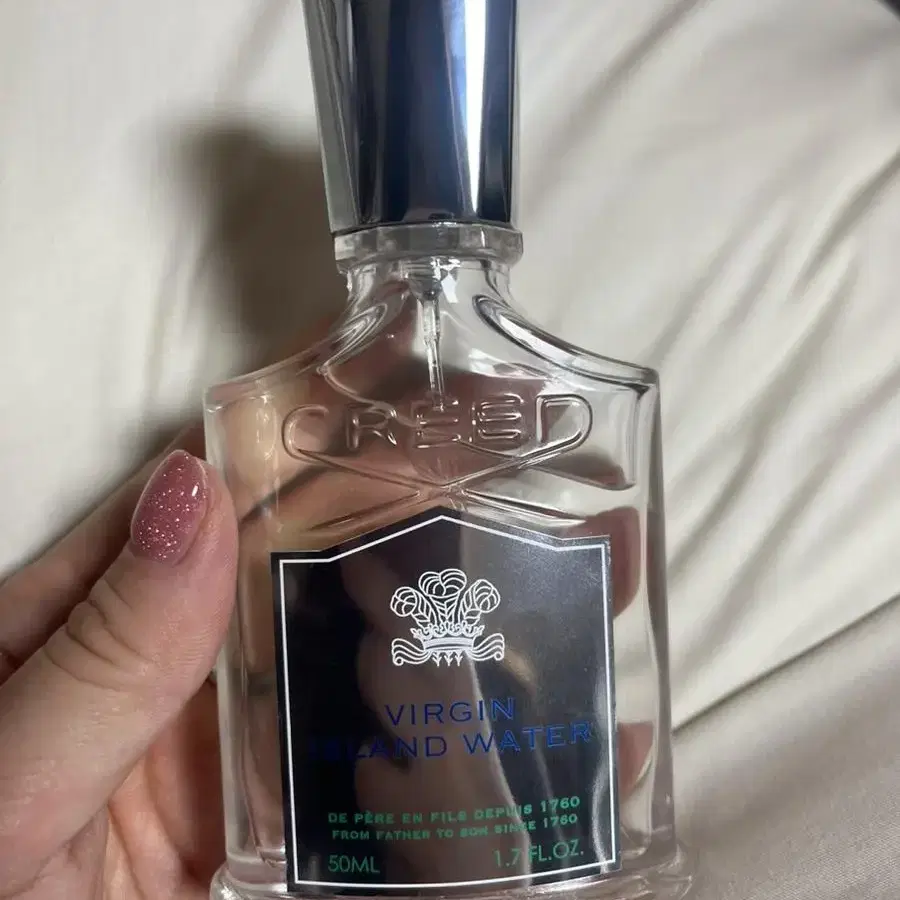 CREED
VIRGIN
ISLAND WATER
DE PÈRE EN FILS DEPUIS 1760
FROM FATHER TO SON SINCE 1760
50ML 1.7 FL.OZ.